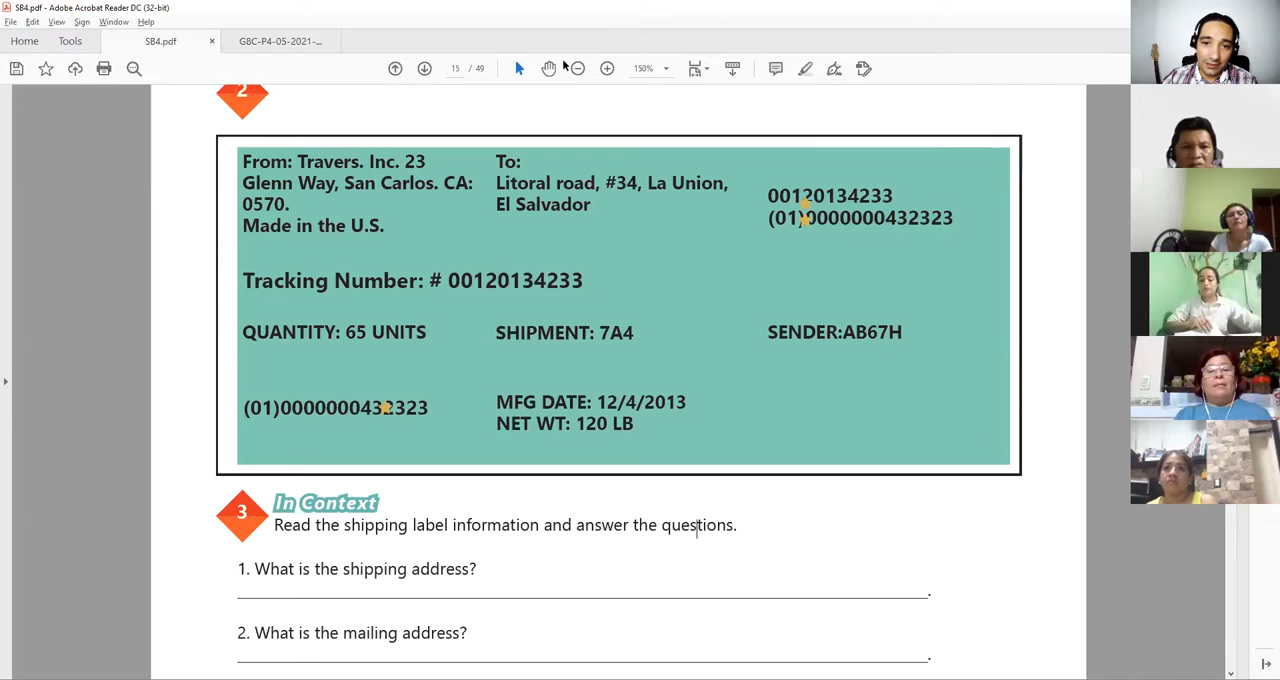 SB4.pdf - Adobe Acrobat Reader DC (32-bit)
File Edit View Sign Window Help
Home Tools SB4.pdf × GBC-P4-05-2021-...
15 / 49 150%
2
From: Travers. Inc. 23
Glenn Way, San Carlos. CA:
0570.
Made in the U.S.
To:
Litoral road, #34, La Union,
El Salvador
00120134233
(01)0000000432323
Tracking Number: # 00120134233
QUANTITY: 65 UNITS SHIPMENT: 7A4 SENDER:AB67H
(01)0000000432323
MFG DATE: 12/4/2013
NET WT: 120 LB
3
In Context
Read the shipping label information and answer the questions.
1. What is the shipping address?
2. What is the mailing address?